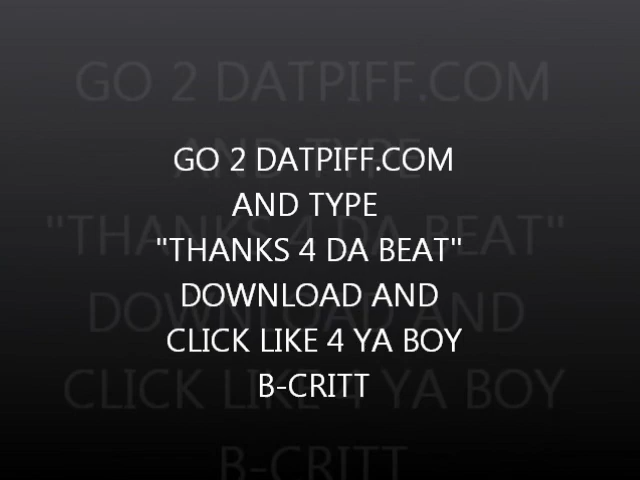 GO 2 DATPIFF.COM
AND TYPE
"THANKS 4 DA BEAT"
DOWNLOAD AND
CLICK LIKE 4 YA BOY
B-CRITT